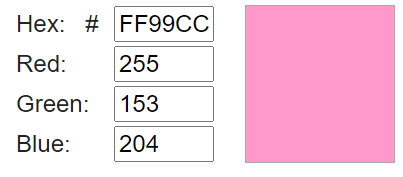 Hex: # FF99CC
Red: 255
Green: 153
Blue: 204